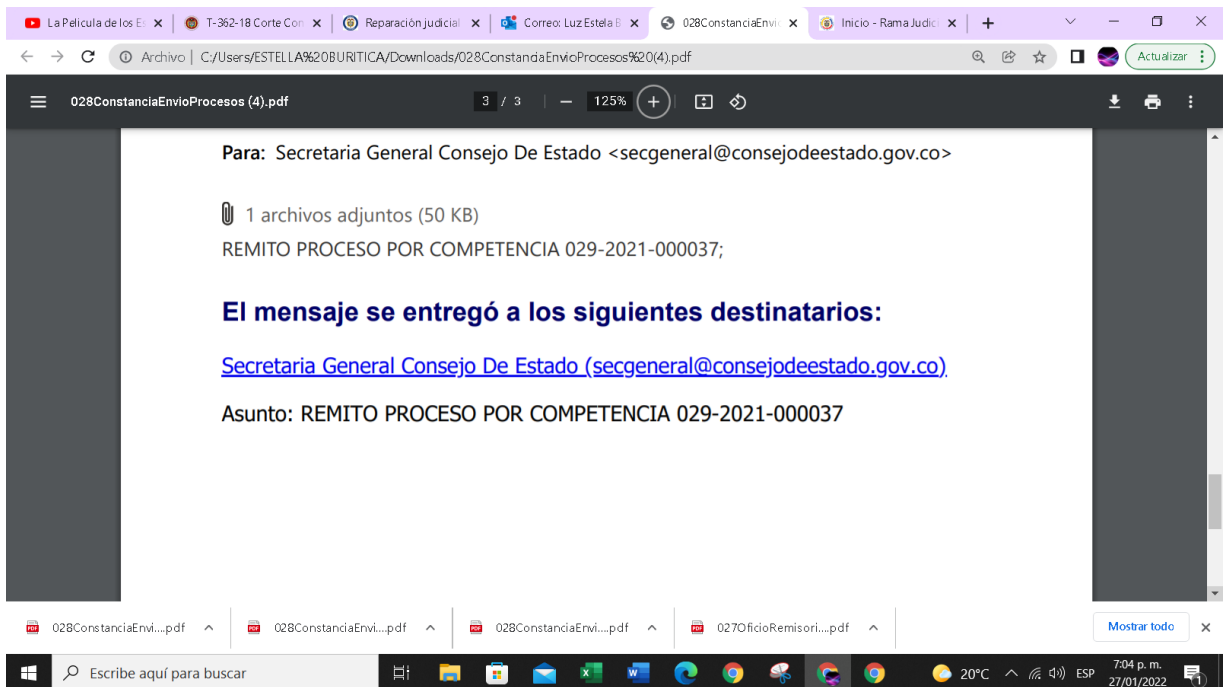 La Pelicula de los Es
T-362-18 Corte Con
Reparación judicial
Correo: Luz Estela B
028ConstanciaEnvio
Inicio - Rama Judici
Archivo | C:/Users/ESTELLA%20BURITICA/Downloads/028ConstanciaEnvioProcesos%20(4).pdf
Actualizar
028ConstanciaEnvioProcesos (4).pdf
3 / 3
125%
Para: Secretaria General Consejo De Estado <secgeneral@consejodeestado.gov.co>
1 archivos adjuntos (50 KB)
REMITO PROCESO POR COMPETENCIA 029-2021-000037;
El mensaje se entregó a los siguientes destinatarios:
Secretaria General Consejo De Estado (secgeneral@consejodeestado.gov.co)
Asunto: REMITO PROCESO POR COMPETENCIA 029-2021-000037
028ConstanciaEnvi....pdf
028ConstanciaEnvi....pdf
028ConstanciaEnvi....pdf
027OficioRemisori....pdf
Mostrar todo
Escribe aquí para buscar
20°C
ESP
7:04 p. m.
27/01/2022
1